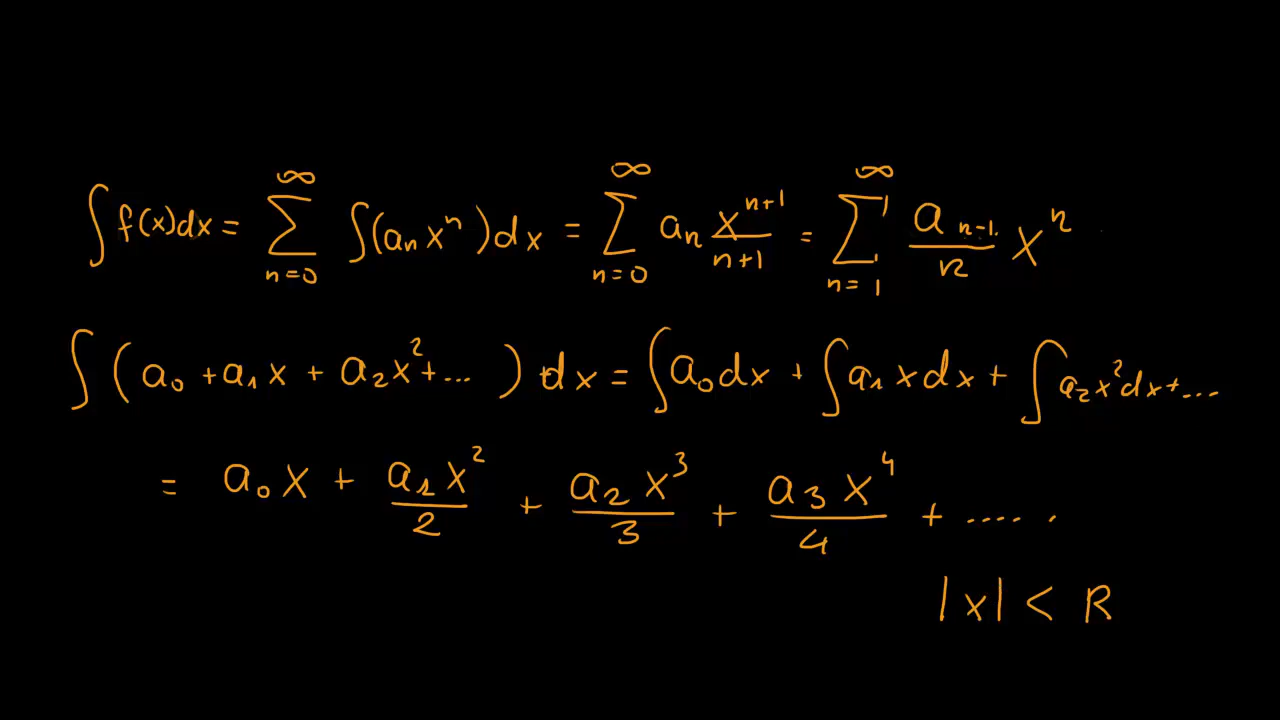 ∫ f(x)dx = ∑_{n=0}^{∞} ∫(aₙxⁿ)dx = ∑_{n=0}^{∞} aₙ x^{n+1}/(n+1) = ∑_{n=1}^{∞} a_{n-1}/n xⁿ
∫ (a₀ + a₁x + a₂x² + ...) dx = ∫a₀dx + ∫a₁xdx + ∫a₂x²dx + ...
= a₀x + a₁x²/2 + a₂x³/3 + a₃x⁴/4 + .....
|x| < R